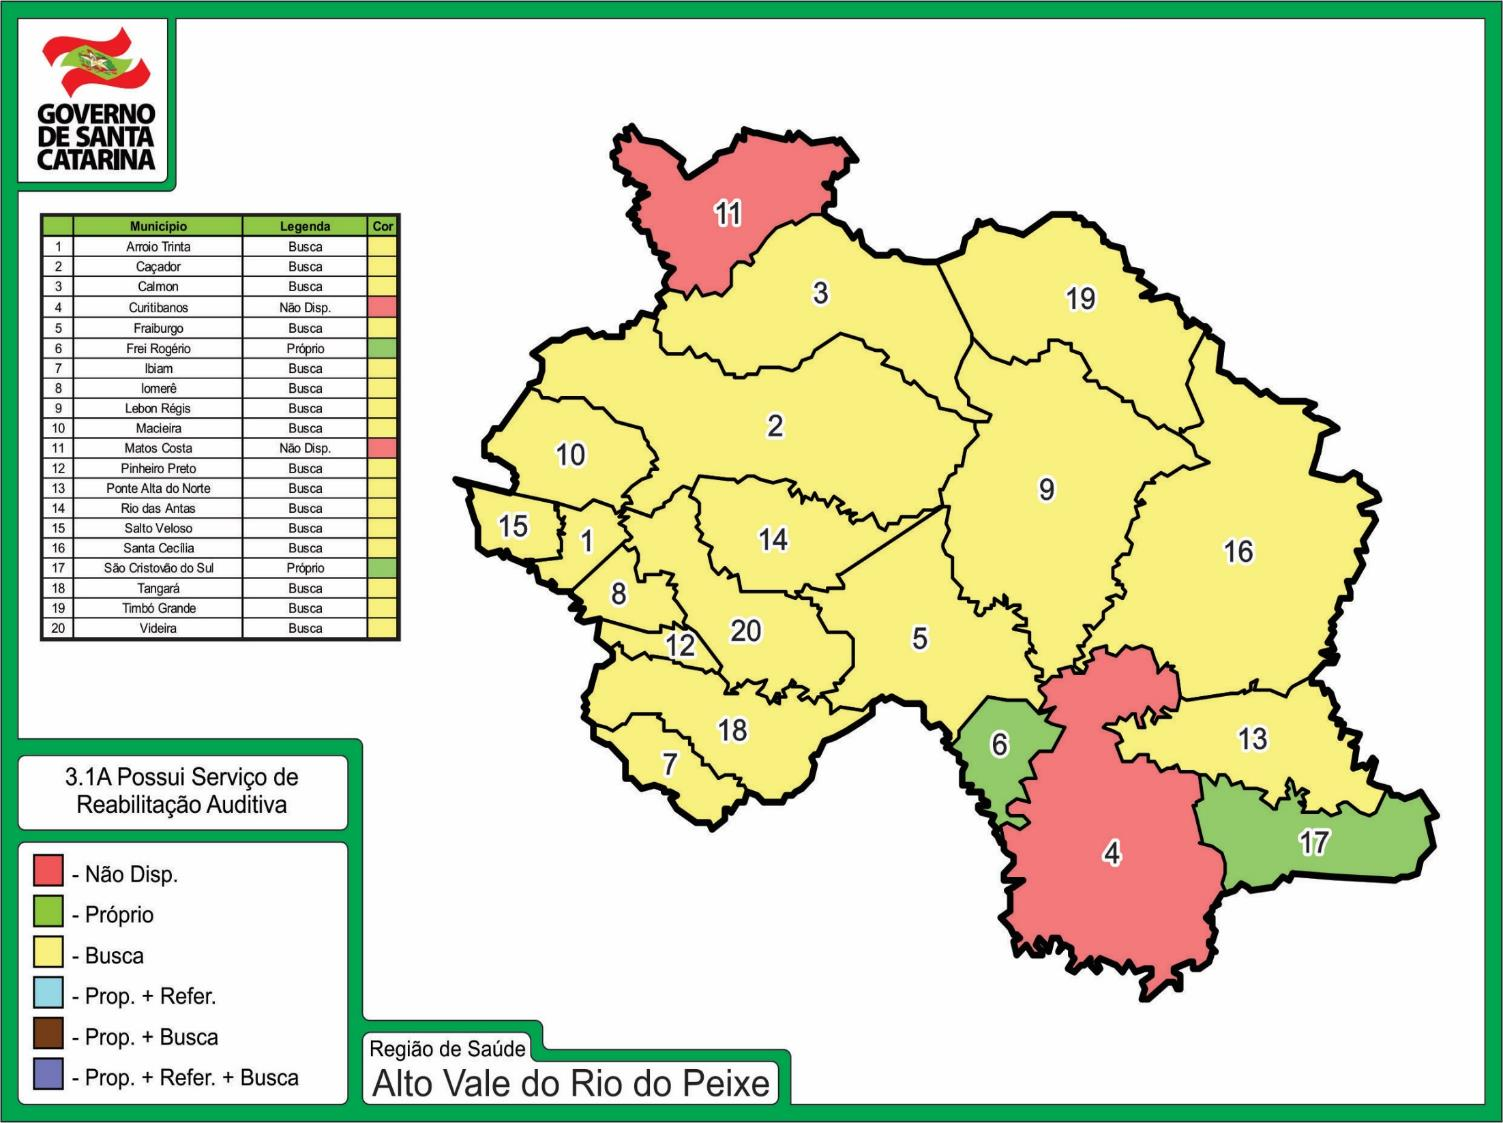 GOVERNO
DE SANTA
CATARINA
Município Legenda Cor
1 Arroio Trinta Busca
2 Caçador Busca
3 Calmon Busca
4 Curitibanos Não Disp.
5 Fraiburgo Busca
6 Frei Rogério Próprio
7 Ibiam Busca
8 Iomerê Busca
9 Lebon Régis Busca
10 Macieira Busca
11 Matos Costa Não Disp.
12 Pinheiro Preto Busca
13 Ponte Alta do Norte Busca
14 Rio das Antas Busca
15 Salto Veloso Busca
16 Santa Cecília Busca
17 São Cristovão do Sul Próprio
18 Tangará Busca
19 Timbó Grande Busca
20 Videira Busca
11
3
19
2
10
9
15
1
14
16
8
12
20
5
18
7
6
13
4
17
3.1A Possui Serviço de
Reabilitação Auditiva
- Não Disp.
- Próprio
- Busca
- Prop. + Refer.
- Prop. + Busca
- Prop. + Refer. + Busca
Região de Saúde
Alto Vale do Rio do Peixe